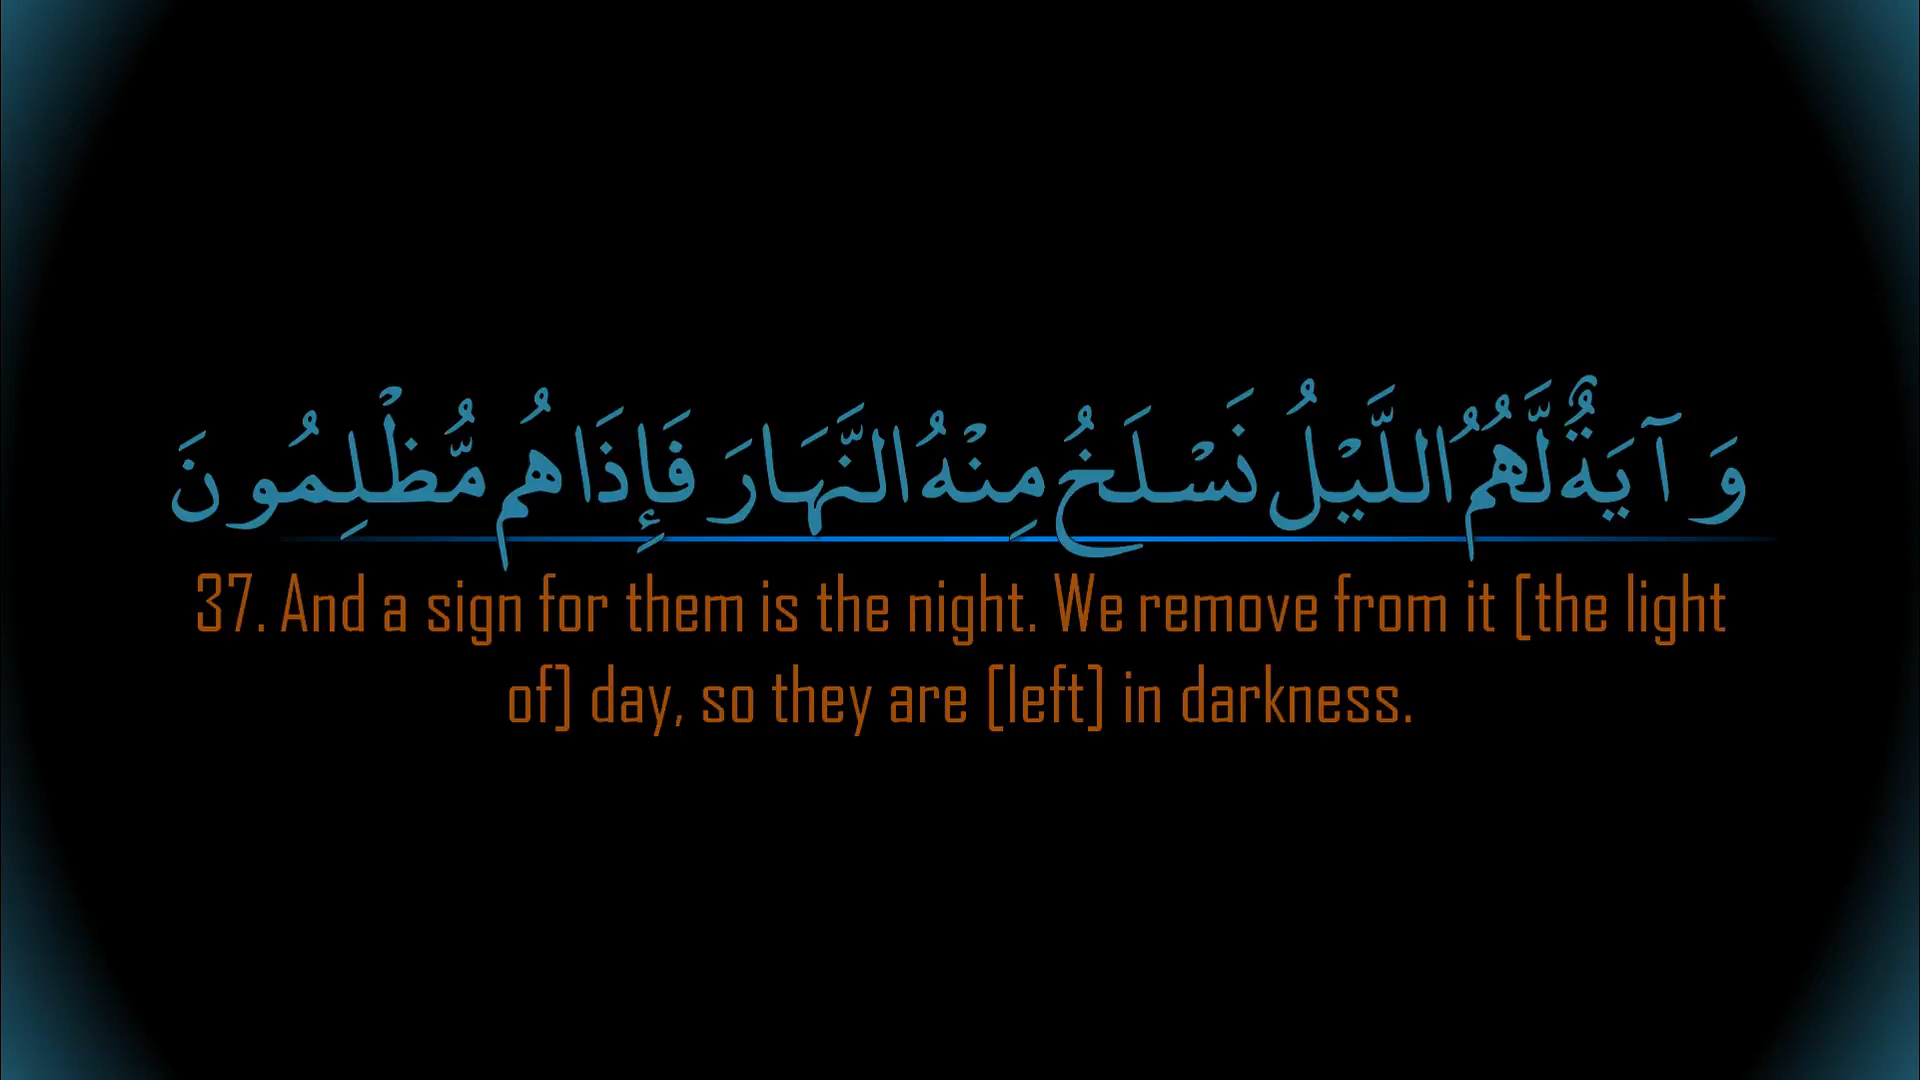 وَ آيَةٌ لَّهُمُ اللَّيْلُ نَسْلَخُ مِنْهُ النَّهَارَ فَإِذَا هُم مُّظْلِمُونَ
37. And a sign for them is the night. We remove from it [the light
of] day, so they are [left] in darkness.